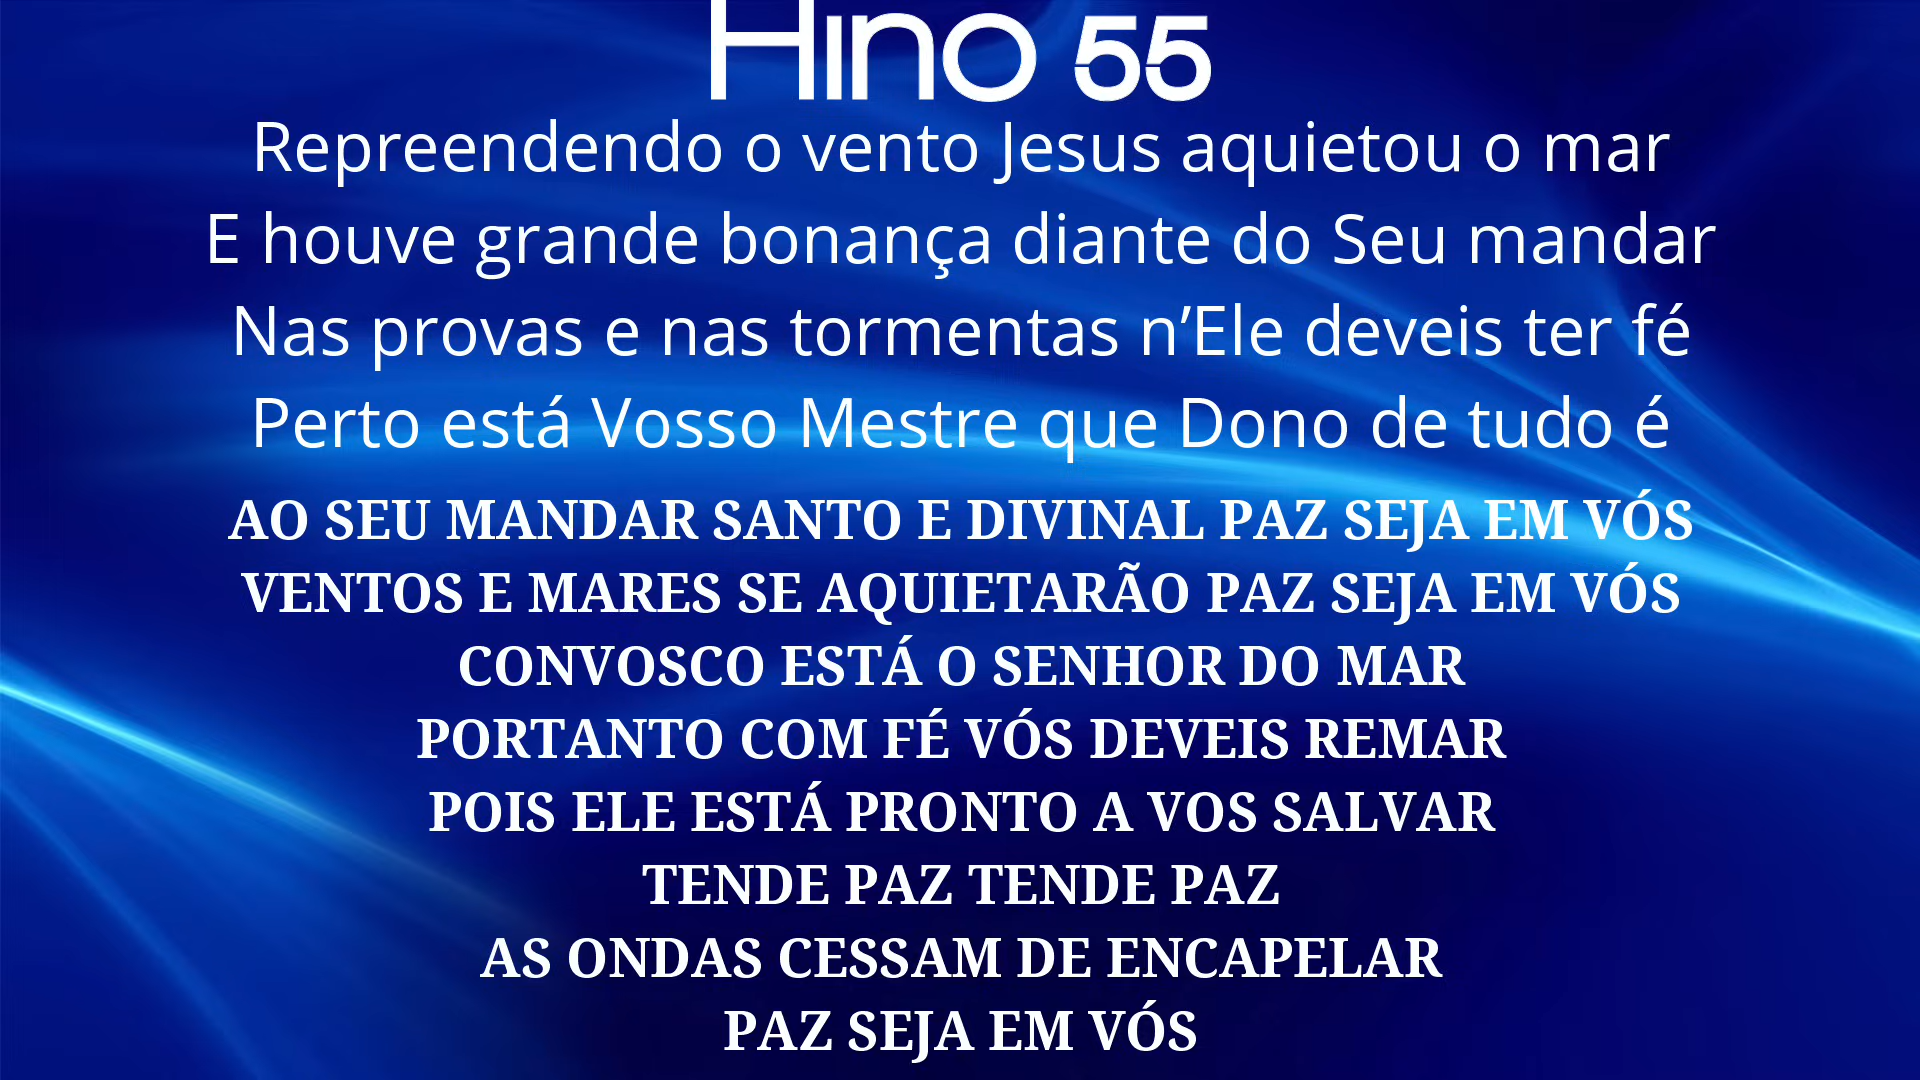 Hino 55
Repreendendo o vento Jesus aquietou o mar
E houve grande bonança diante do Seu mandar
Nas provas e nas tormentas n’Ele deveis ter fé
Perto está Vosso Mestre que Dono de tudo é
AO SEU MANDAR SANTO E DIVINAL PAZ SEJA EM VÓS
VENTOS E MARES SE AQUIETARÃO PAZ SEJA EM VÓS
CONVOSCO ESTÁ O SENHOR DO MAR
PORTANTO COM FÉ VÓS DEVEIS REMAR
POIS ELE ESTÁ PRONTO A VOS SALVAR
TENDE PAZ TENDE PAZ
AS ONDAS CESSAM DE ENCAPELAR
PAZ SEJA EM VÓS